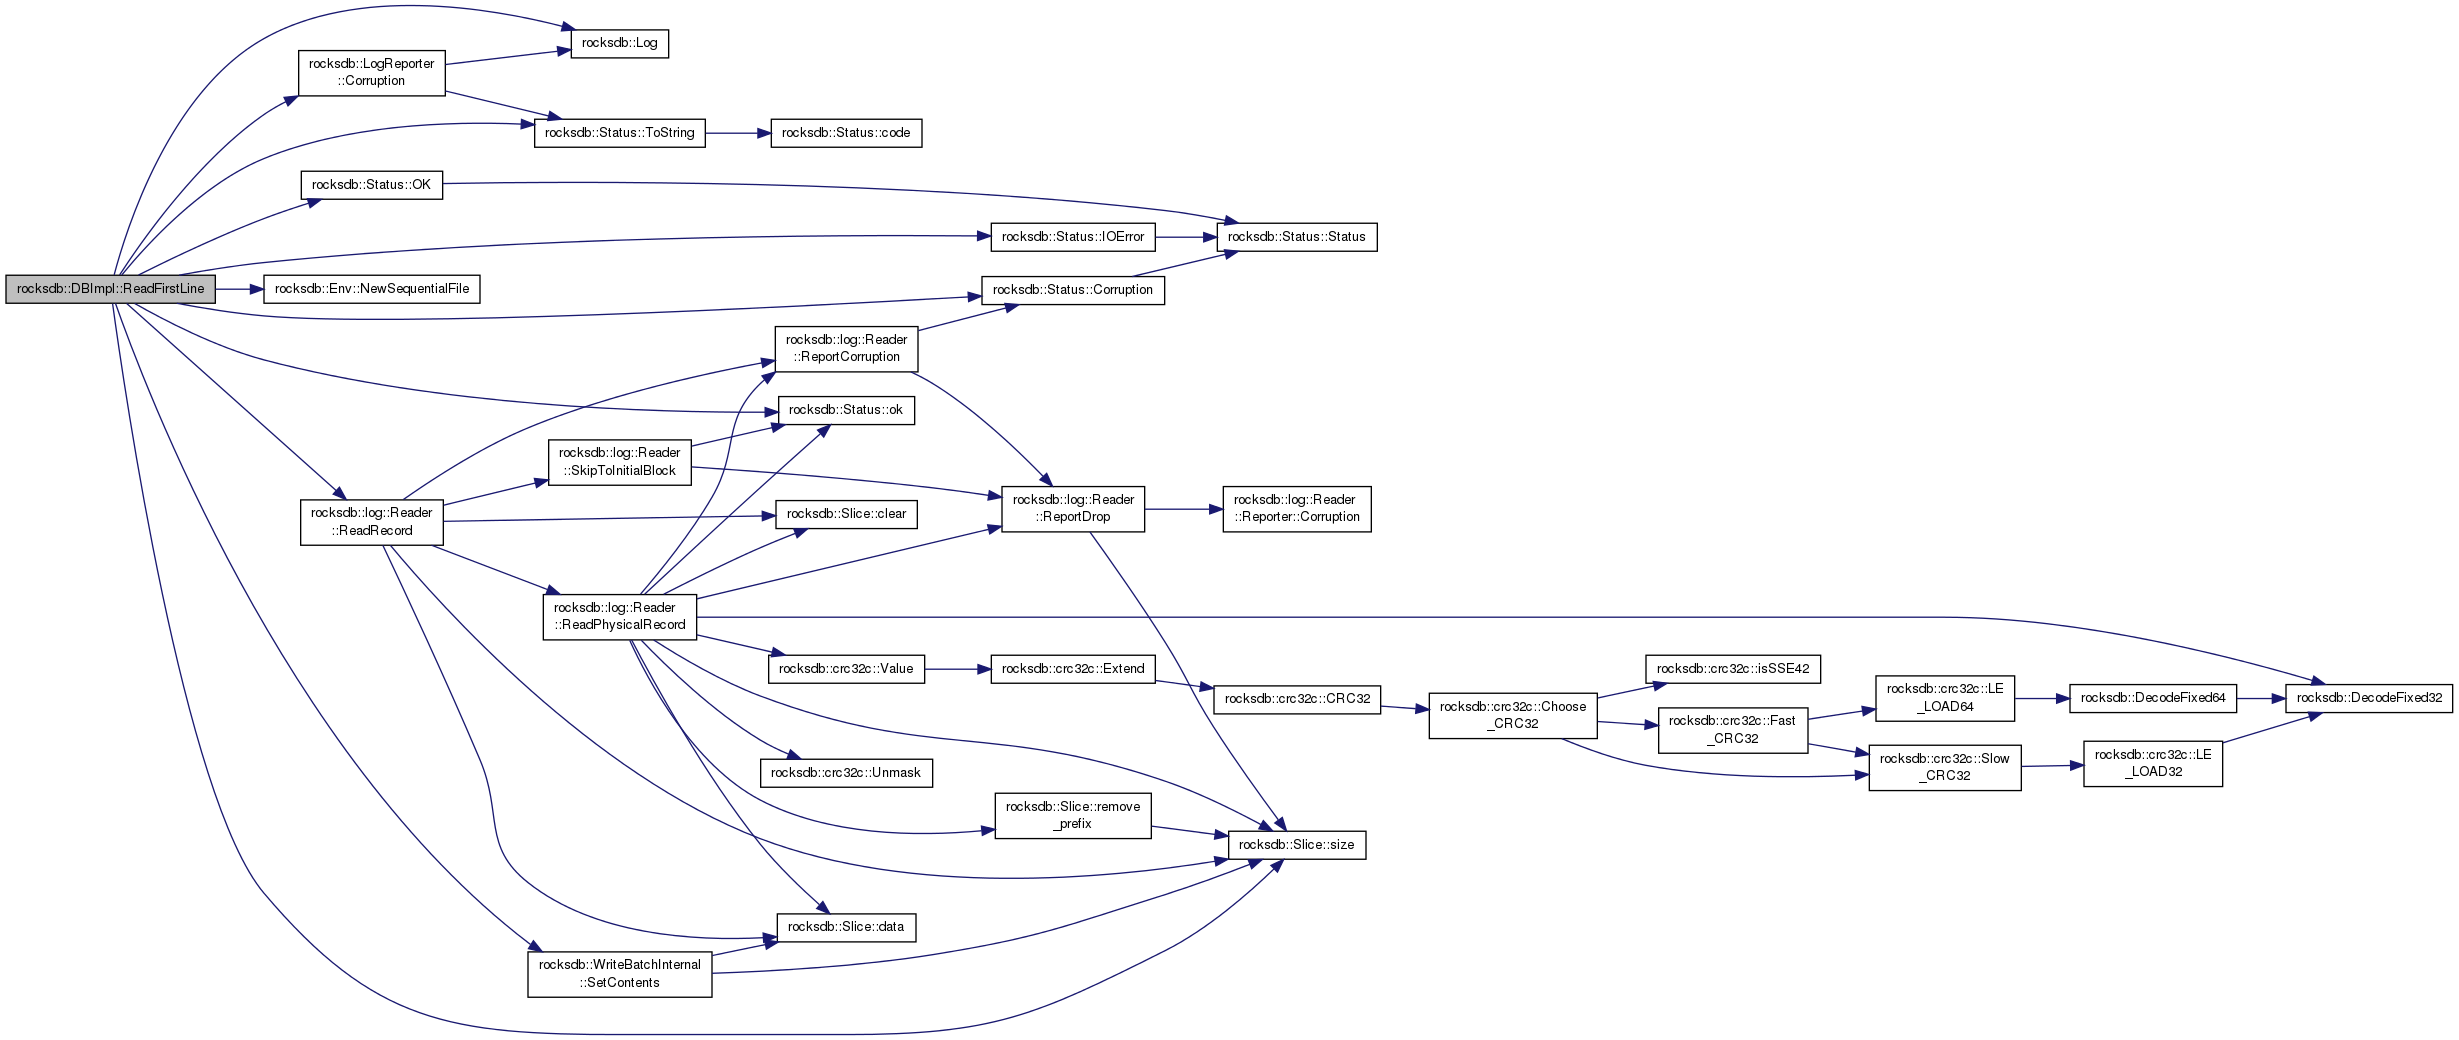 rocksdb::Log
rocksdb::LogReporter
::Corruption
rocksdb::Status::ToString
rocksdb::Status::code
rocksdb::Status::OK
rocksdb::Status::IOError
rocksdb::Status::Status
rocksdb::DBImpl::ReadFirstLine
rocksdb::Env::NewSequentialFile
rocksdb::Status::Corruption
rocksdb::log::Reader
::ReportCorruption
rocksdb::Status::ok
rocksdb::log::Reader
::SkipToInitialBlock
rocksdb::log::Reader
::ReadRecord
rocksdb::Slice::clear
rocksdb::log::Reader
::ReportDrop
rocksdb::log::Reader
::Reporter::Corruption
rocksdb::log::Reader
::ReadPhysicalRecord
rocksdb::crc32c::Value
rocksdb::crc32c::Extend
rocksdb::crc32c::CRC32
rocksdb::crc32c::Choose
_CRC32
rocksdb::crc32c::isSSE42
rocksdb::crc32c::Fast
_CRC32
rocksdb::crc32c::LE
_LOAD64
rocksdb::DecodeFixed64
rocksdb::DecodeFixed32
rocksdb::crc32c::Slow
_CRC32
rocksdb::crc32c::LE
_LOAD32
rocksdb::crc32c::Unmask
rocksdb::Slice::remove
_prefix
rocksdb::Slice::size
rocksdb::Slice::data
rocksdb::WriteBatchInternal
::SetContents